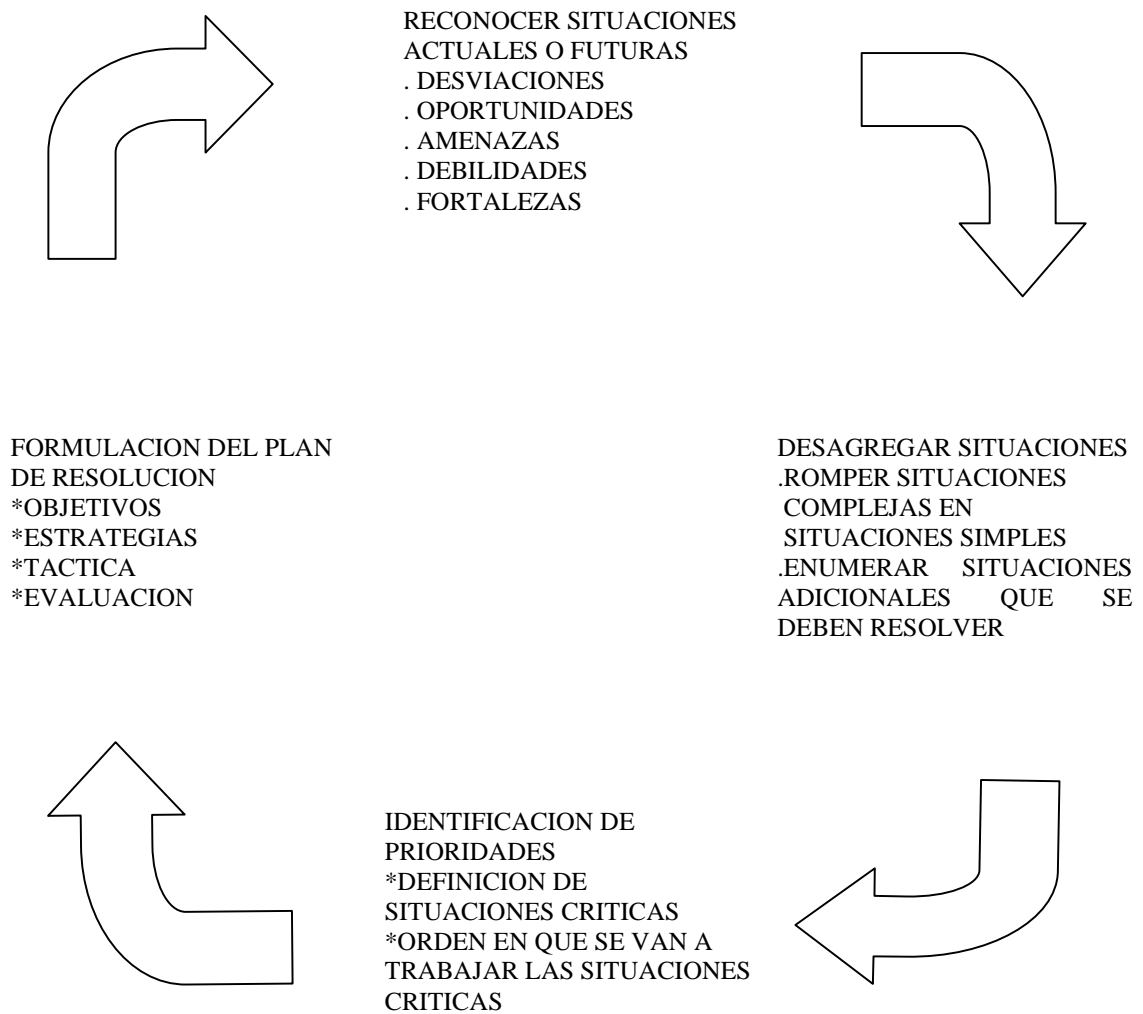 RECONOCER SITUACIONES
ACTUALES O FUTURAS
. DESVIACIONES
. OPORTUNIDADES
. AMENAZAS
. DEBILIDADES
. FORTALEZAS
FORMULACION DEL PLAN
DE RESOLUCION
*OBJETIVOS
*ESTRATEGIAS
*TACTICA
*EVALUACION
DESAGREGAR SITUACIONES
.ROMPER SITUACIONES
COMPLEJAS EN
SITUACIONES SIMPLES
.ENUMERAR SITUACIONES
ADICIONALES QUE SE
DEBEN RESOLVER
IDENTIFICACION DE
PRIORIDADES
*DEFINICION DE
SITUACIONES CRITICAS
*ORDEN EN QUE SE VAN A
TRABAJAR LAS SITUACIONES
CRITICAS